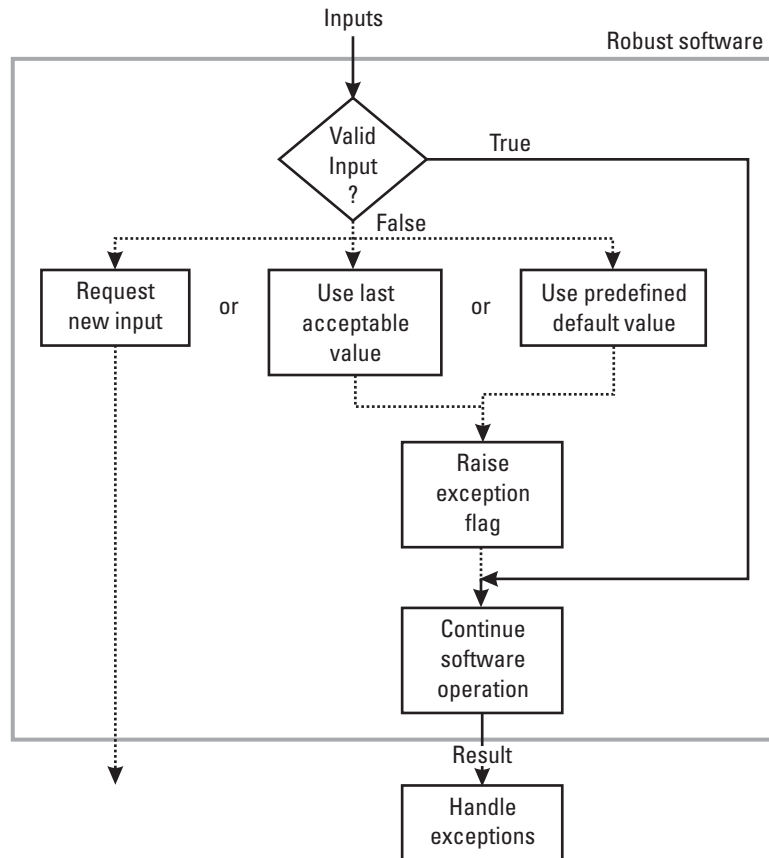 Inputs
Robust software
Valid
Input
?
True
False
Request
new input
or
Use last
acceptable
value
or
Use predefined
default value
Raise
exception
flag
Continue
software
operation
Result
Handle
exceptions